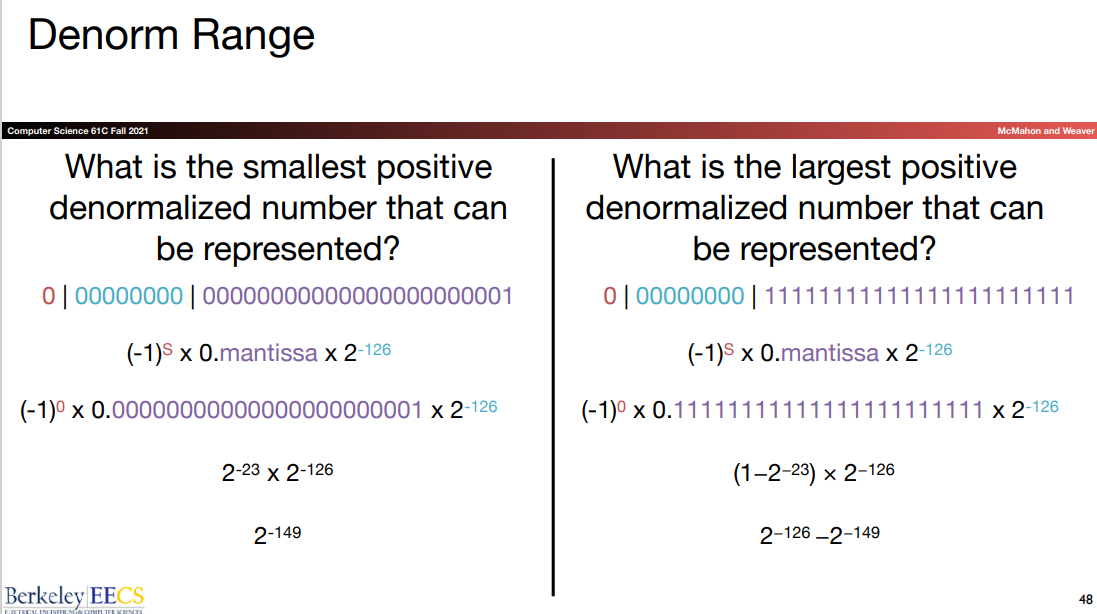 Denorm Range
Computer Science 61C Fall 2021
McMahon and Weaver
What is the smallest positive
denormalized number that can
be represented?
0 | 00000000 | 00000000000000000000001
(-1)^S x 0.mantissa x 2^-126
(-1)^0 x 0.00000000000000000000001 x 2^-126
2^-23 x 2^-126
2^-149
What is the largest positive
denormalized number that can
be represented?
0 | 00000000 | 11111111111111111111111
(-1)^S x 0.mantissa x 2^-126
(-1)^0 x 0.11111111111111111111111 x 2^-126
(1–2^–23) × 2^–126
2^–126 –2^–149
Berkeley EECS
ELECTRICAL ENGINEERING & COMPUTER SCIENCES
48